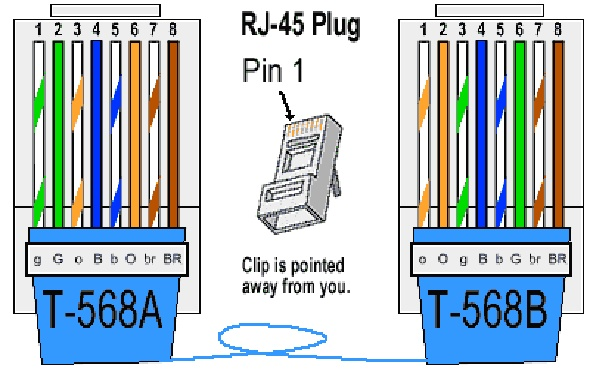 1 2 3 4 5 6 7 8
RJ-45 Plug
Pin 1
1 2 3 4 5 6 7 8
Clip is pointed
away from you.
g G o B b O br BR
T-568A
o O g B b G br BR
T-568B